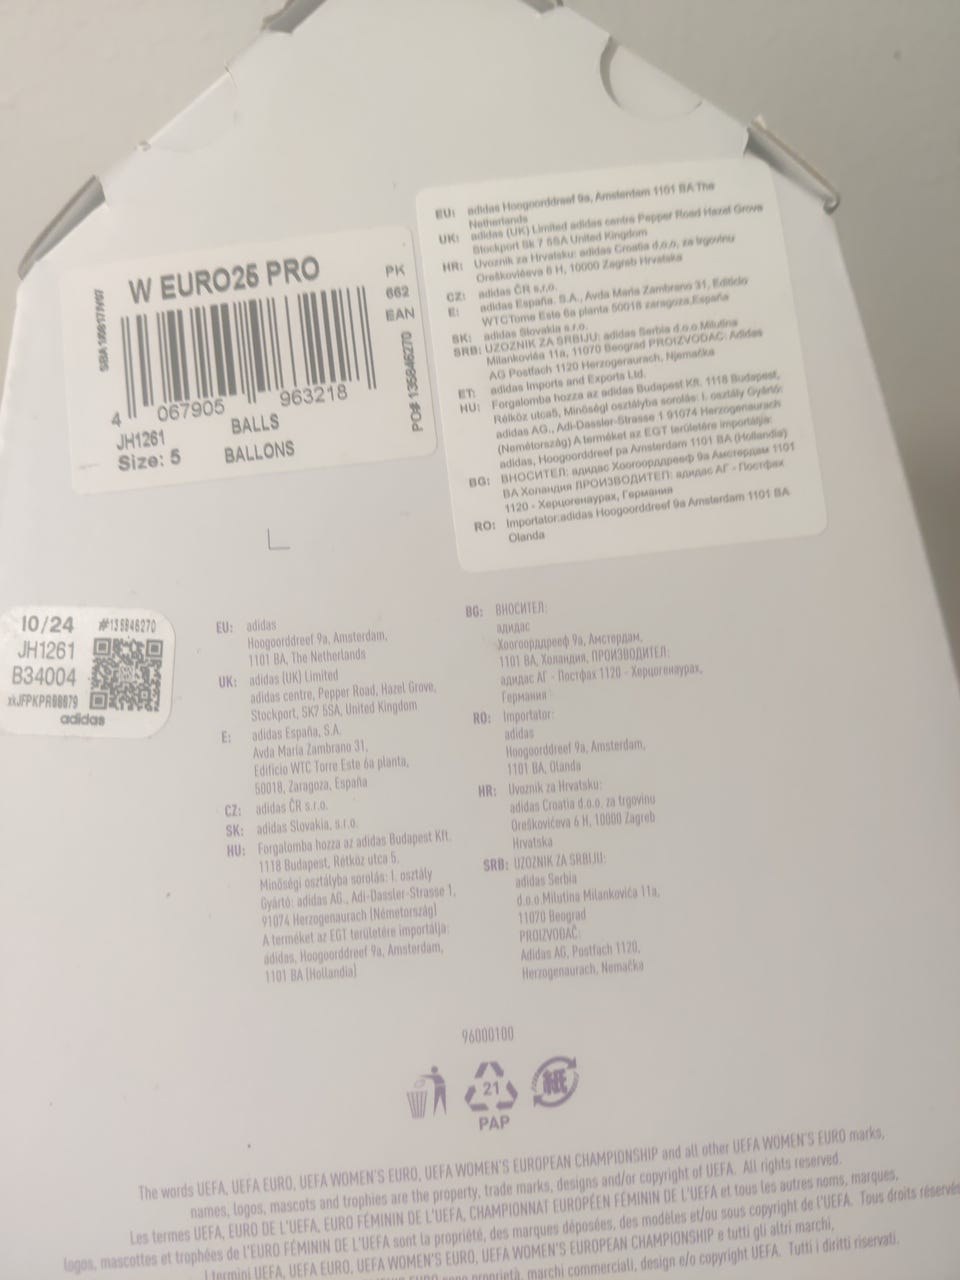 W EURO25 PRO
PK
662
EAN
SBA1/0817/V/07
PO# 135846270
4 067905 963218
JH1261 BALLS
Size: 5 BALLONS
EU: adidas Hoogoorddreef 9a, Amsterdam 1101 BA The
Netherlands
UK: adidas (UK) Limited adidas centre Pepper Road Hazel Grove
Stockport Sk 7 5SA United Kingdom
HR: Uvoznik za Hrvatsku: adidas Croatia d.o.o, za trgovinu
Oreškovićeva 6 H, 10000 Zagreb Hrvatska
CZ: adidas ČR s.r.o.
E: adidas España. S.A., Avda Maria Zambrano 31, Edificio
WTCTorre Este 6a planta 50018 zaragoza,España
SK: adidas Slovakia s.r.o.
SRB: UZOZNIK ZA SRBIJU: adidas Serbia d.o.o.Milutina
Milankovića 11a, 11070 Beograd PROIZVOĐAČ: Adidas
AG Postfach 1120 Herzogenaurach, Njemačka
ET: adidas Imports and Exports Ltd.
HU: Forgalomba hozza az adidas Budapest Kft. 1118 Budapest,
Rétköz utca5, Minőségi osztályba sorolás: I. osztály Gyártó:
adidas AG., Adi-Dassler-Strasse 1 91074 Herzogenaurach
(Németország) A terméket az EGT területére importálja:
adidas, Hoogoorddreef pa Amsterdam 1101 BA (Hollandia)
BG: ВНОСИТЕЛ: адидас Хоогоорддрееф 9а Амстердам 1101
ВА Холандия ПРОИЗВОДИТЕЛ: адидас АГ - Постфах
1120 - Херцогенаурах, Германия
RO: Importator:adidas Hoogoorddreef 9a Amsterdam 1101 BA
Olanda
10/24 #135846270
JH1261
B34004
adidas
EU: adidas
Hoogoorddreef 9a, Amsterdam,
1101 BA, The Netherlands
UK: adidas (UK) Limited
adidas centre, Pepper Road, Hazel Grove,
Stockport, SK7 5SA, United Kingdom
E: adidas España, S.A.
Avda Maria Zambrano 31,
Edificio WTC Torre Este 6a planta,
50018, Zaragoza, España
CZ: adidas ČR s.r.o.
SK: adidas Slovakia, s.r.o.
HU: Forgalomba hozza az adidas Budapest Kft.
1118 Budapest, Rétköz utca 5.
Minőségi osztályba sorolás: I. osztály
Gyártó: adidas AG., Adi-Dassler-Strasse 1,
91074 Herzogenaurach (Németország)
A terméket az EGT területére importálja:
adidas, Hoogoorddreef 9a, Amsterdam,
1101 BA (Hollandia)
BG: ВНОСИТЕЛ:
адидас
Хоогоорддрееф 9а, Амстердам,
1101 ВА, Холандия, ПРОИЗВОДИТЕЛ:
адидас АГ - Постфах 1120 - Херцогенаурах,
Германия
RO: Importator:
adidas
Hoogoorddreef 9a, Amsterdam,
1101 BA, Olanda
HR: Uvoznik za Hrvatsku:
adidas Croatia d.o.o. za trgovinu
Oreškovićeva 6 H, 10000 Zagreb
Hrvatska
SRB: UZOZNIK ZA SRBIJU:
adidas Serbia
d.o.o.Milutina Milankovića 11a,
11070 Beograd
PROIZVOĐAČ:
Adidas AG, Postfach 1120,
Herzogenaurach, Nemačka
96000100
21
PAP
紙
The words UEFA, UEFA EURO, UEFA WOMEN'S EURO, UEFA WOMEN'S EUROPEAN CHAMPIONSHIP and all other UEFA WOMEN'S EURO marks,
names, logos, mascots and trophies are the property, trade marks, designs and/or copyright of UEFA. All rights reserved.
Les termes UEFA, EURO DE L'UEFA, EURO FÉMININ DE L'UEFA, CHAMPIONNAT EUROPÉEN FÉMININ DE L'UEFA et tous les autres noms, marques,
logos, mascottes et trophées de l'EURO FÉMININ DE L'UEFA sont la propriété, des marques déposées, des modèles et/ou sous copyright de l'UEFA. Tous droits réservés
I termini UEFA, UEFA EURO, UEFA WOMEN'S EURO, UEFA WOMEN'S EUROPEAN CHAMPIONSHIP e tutti gli altri marchi,
EURO sono proprietà, marchi commerciali, design e/o copyright UEFA. Tutti i diritti riservati.